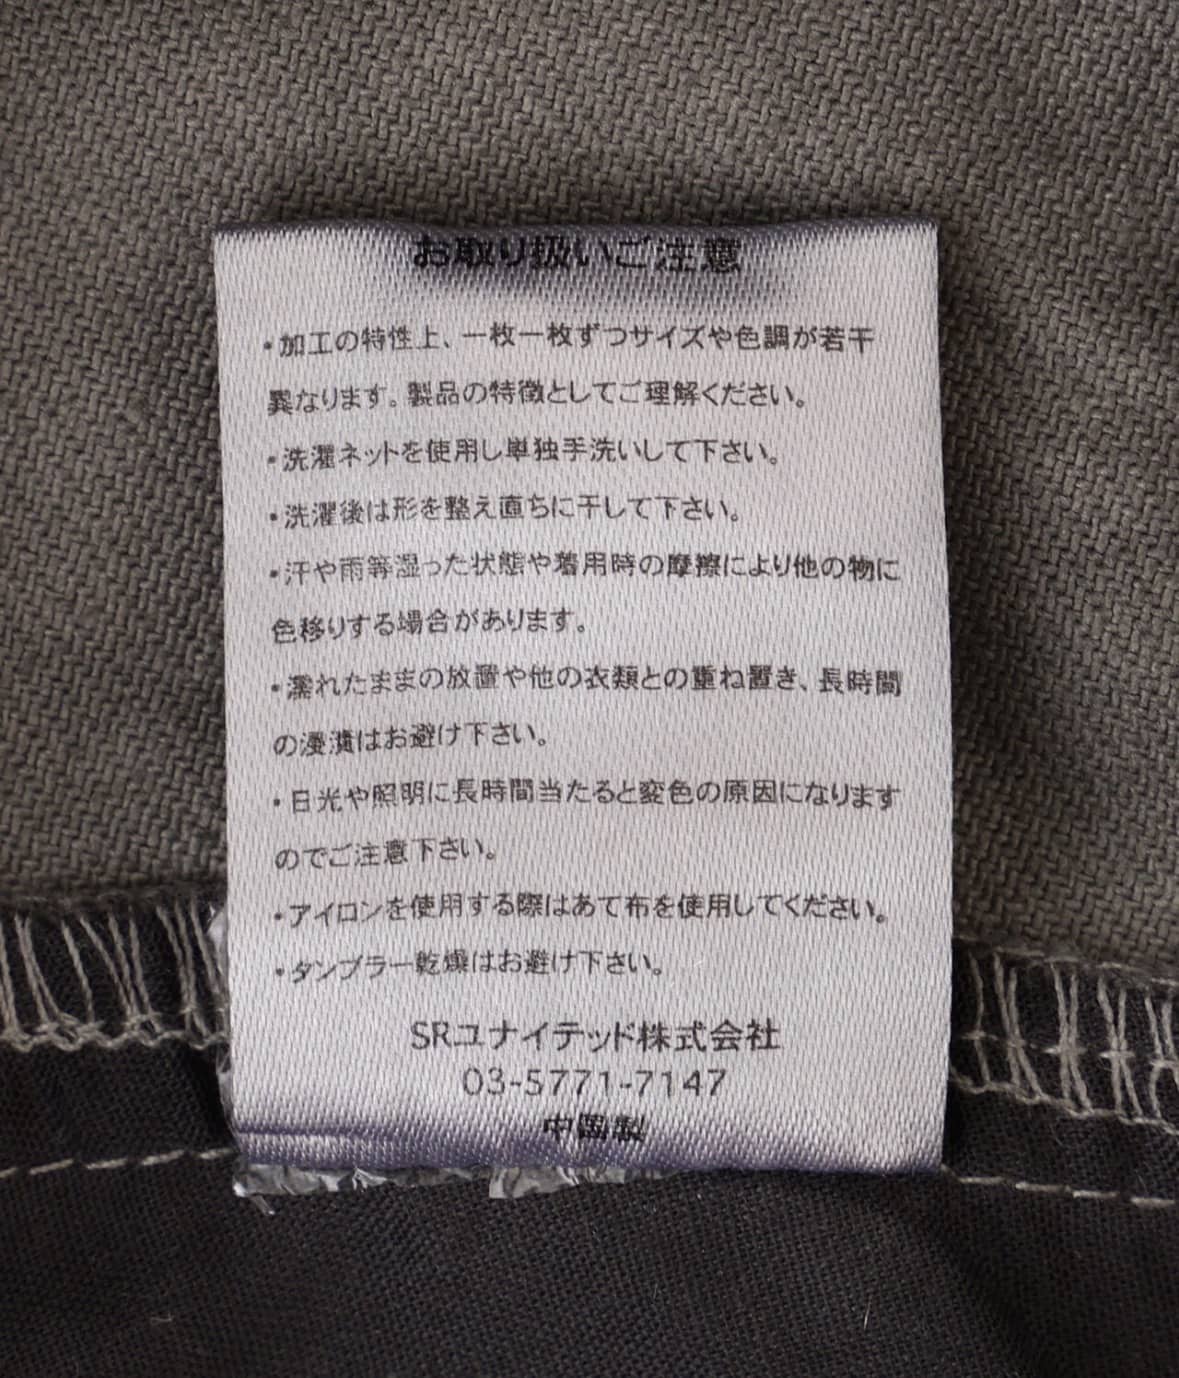 お取り扱いご注意
・加工の特性上、一枚一枚ずつサイズや色調が若干
異なります。製品の特徴としてご理解ください。
・洗濯ネットを使用し単独手洗いして下さい。
・洗濯後は形を整え直ちに干して下さい。
・汗や雨等湿った状態や着用時の摩擦により他の物に
色移りする場合があります。
・濡れたままの放置や他の衣類との重ね置き、長時間
の浸漬はお避け下さい。
・日光や照明に長時間当たると変色の原因になります
のでご注意下さい。
・アイロンを使用する際はあて布を使用してください。
・タンブラー乾燥はお避け下さい。
SRユナイテッド株式会社
03-5771-7147
中国製